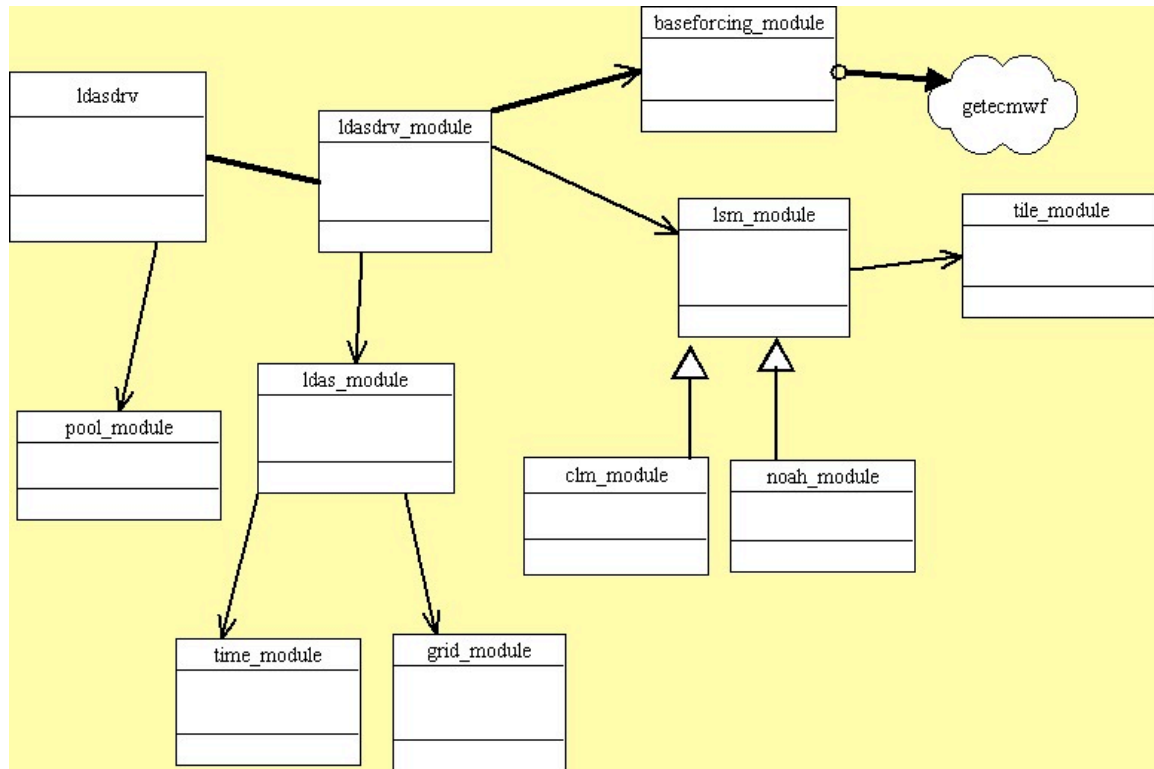 baseforcing_module
ldasdrv
getecmwf
ldasdrv_module
lsm_module
tile_module
ldas_module
pool_module
clm_module
noah_module
time_module
grid_module